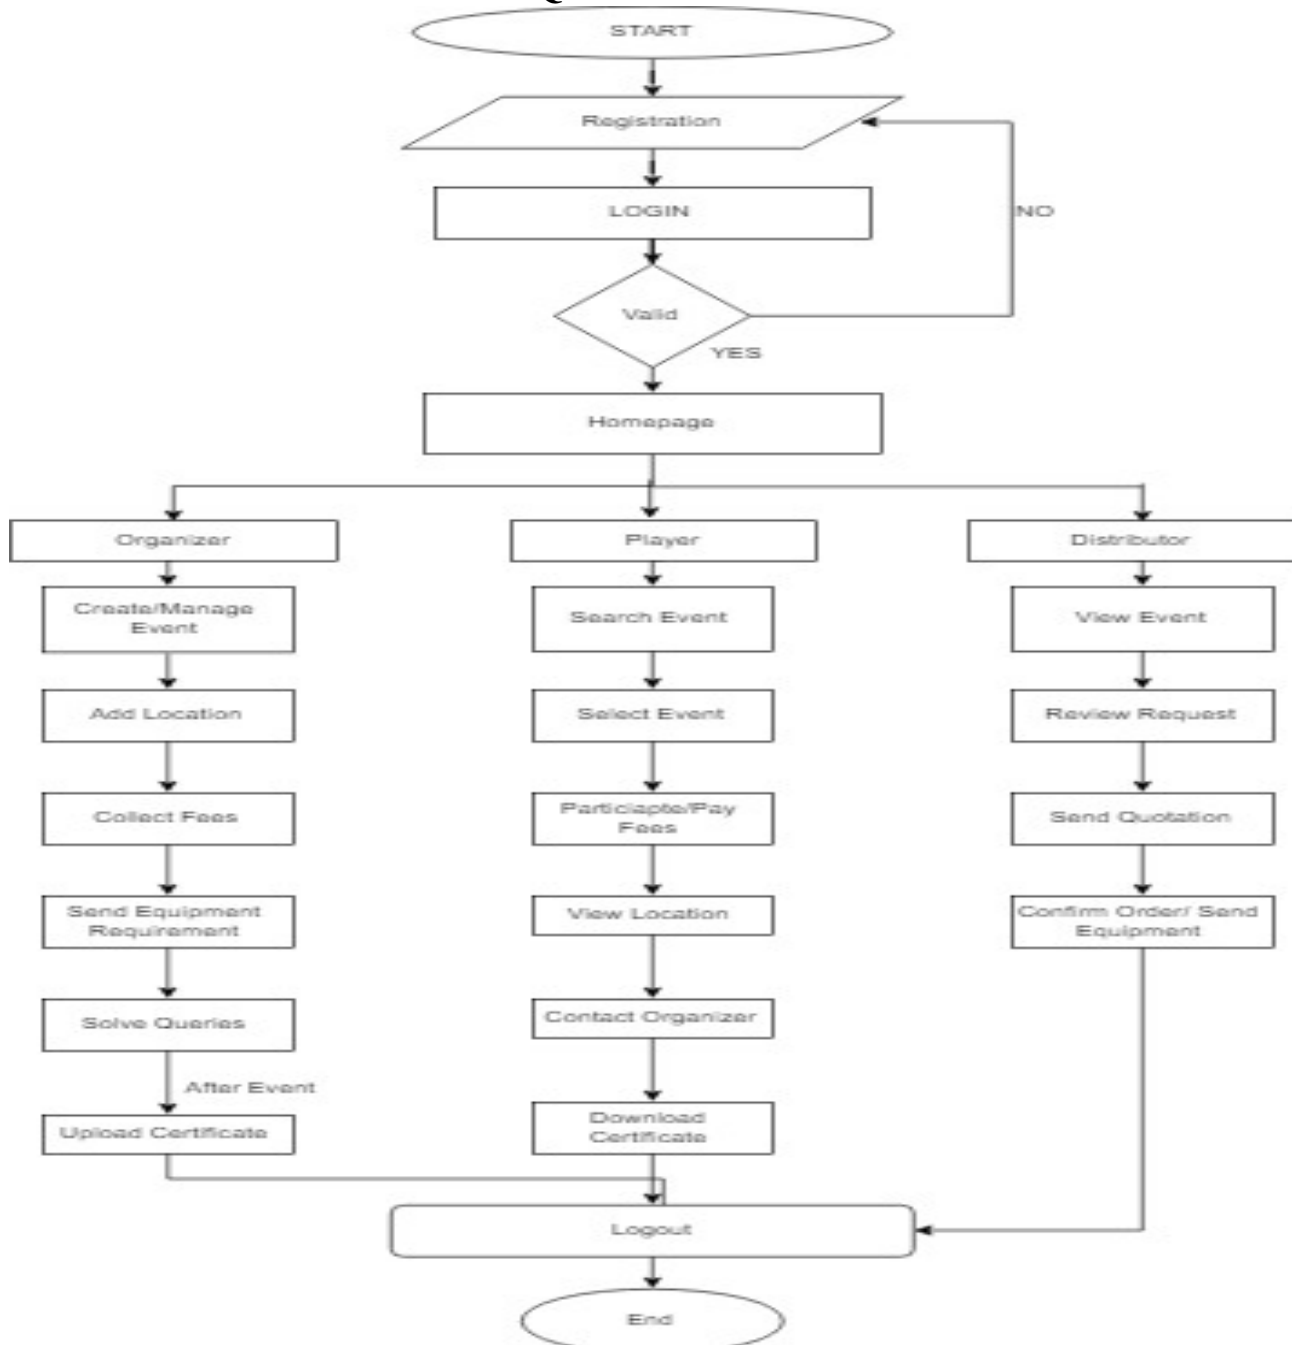 START
Registration
LOGIN
NO
Valid
YES
Homepage
Organizer
Player
Distributor
Create/Manage
Event
Search Event
View Event
Add Location
Select Event
Review Request
Collect Fees
Particiapte/Pay
Fees
Send Quotation
Send Equipment
Requirement
View Location
Confirm Order/ Send
Equipment
Solve Queries
Contact Organizer
After Event
Upload Certificate
Download
Certificate
Logout
End